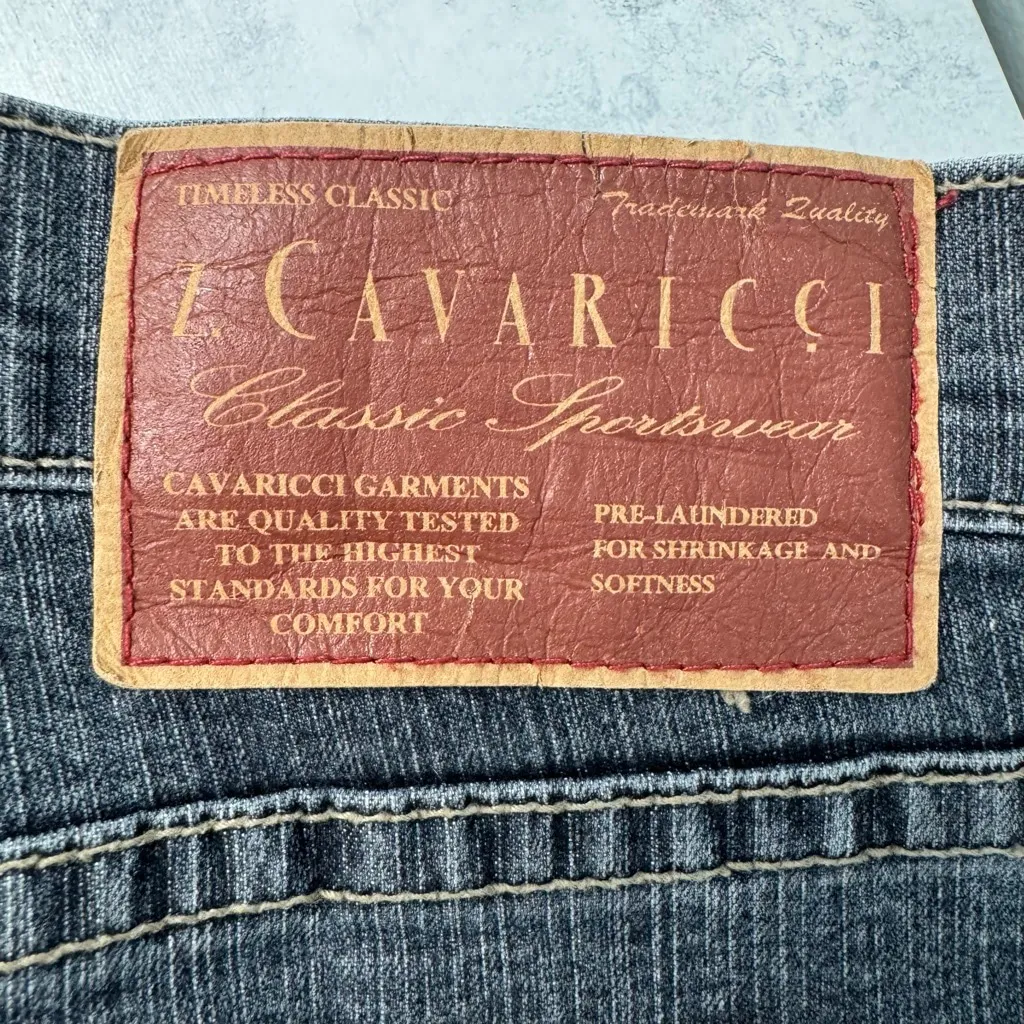 TIMELESS CLASSIC
Trademark Quality
Z. CAVARICCI
Classic Sportswear
CAVARICCI GARMENTS
ARE QUALITY TESTED
TO THE HIGHEST
STANDARDS FOR YOUR
COMFORT
PRE-LAUNDERED
FOR SHRINKAGE AND
SOFTNESS